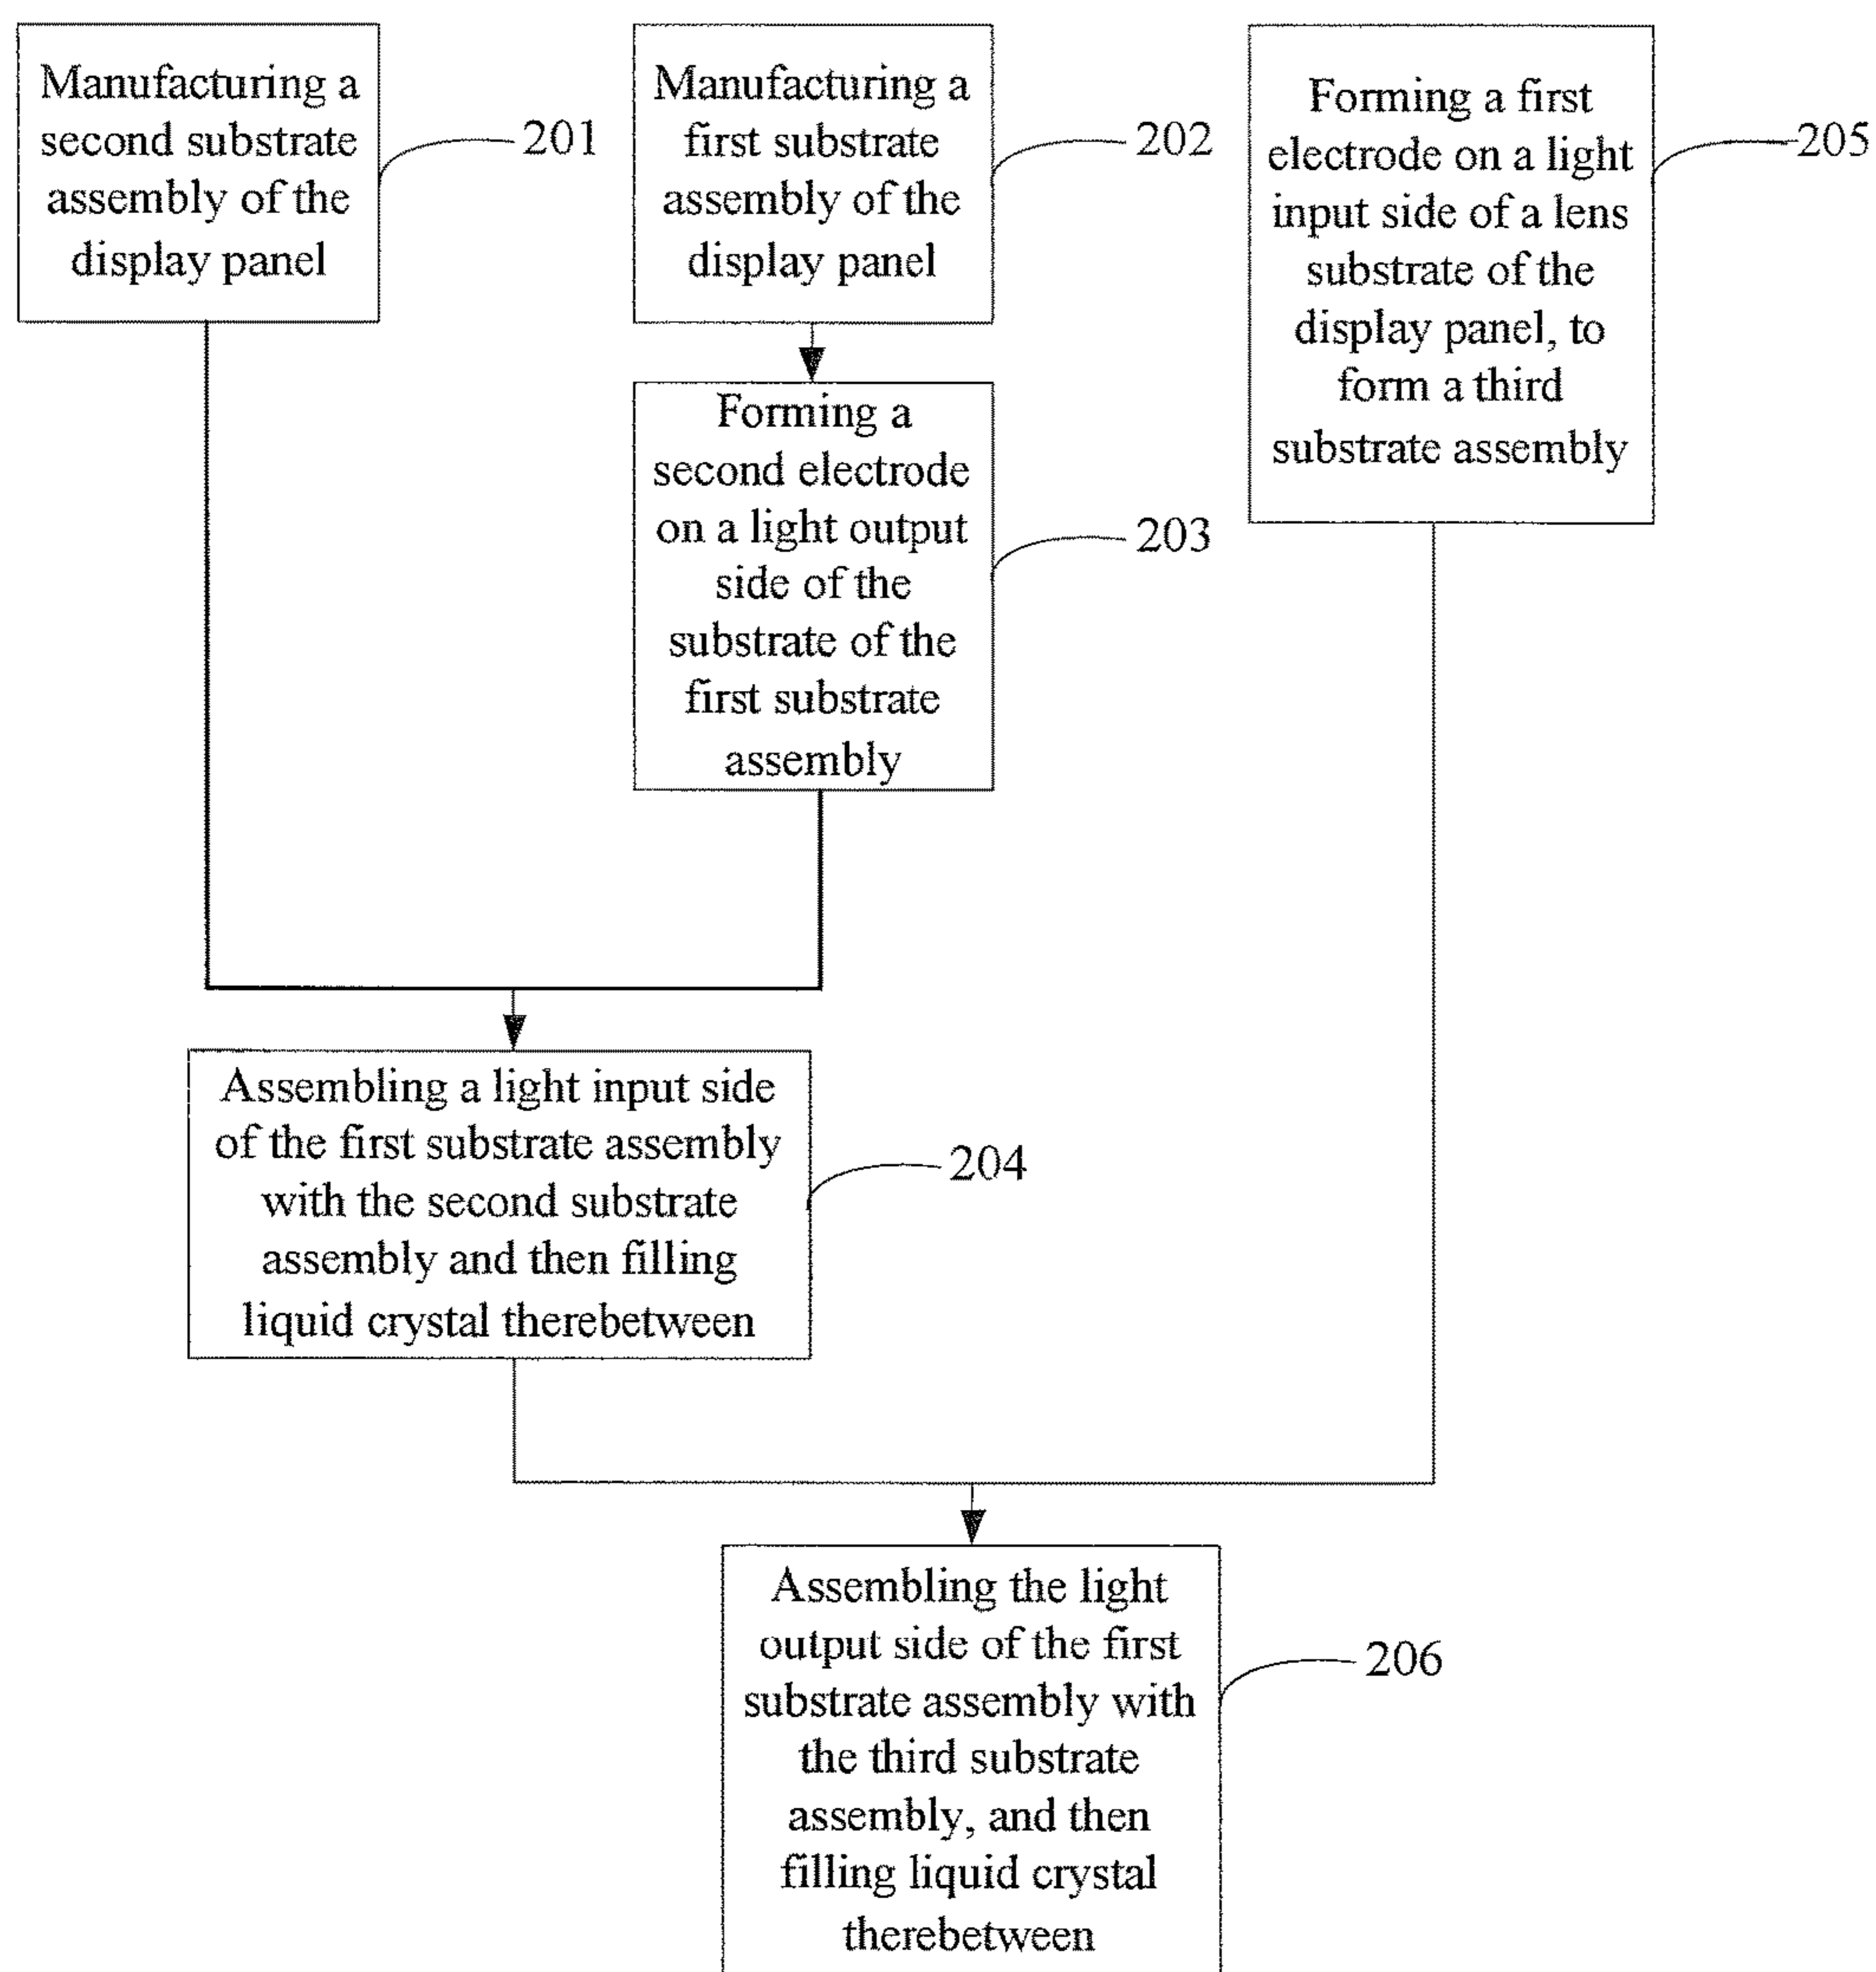 Manufacturing a
second substrate
assembly of the
display panel
201
Manufacturing a
first substrate
assembly of the
display panel
202
Forming a first
electrode on a light
input side of a lens
substrate of the
display panel, to
form a third
substrate assembly
205
Forming a
second electrode
on a light output
side of the
substrate of the
first substrate
assembly
203
Assembling a light input side
of the first substrate assembly
with the second substrate
assembly and then filling
liquid crystal therebetween
204
Assembling the light
output side of the first
substrate assembly with
the third substrate
assembly, and then
filling liquid crystal
therebetween
206